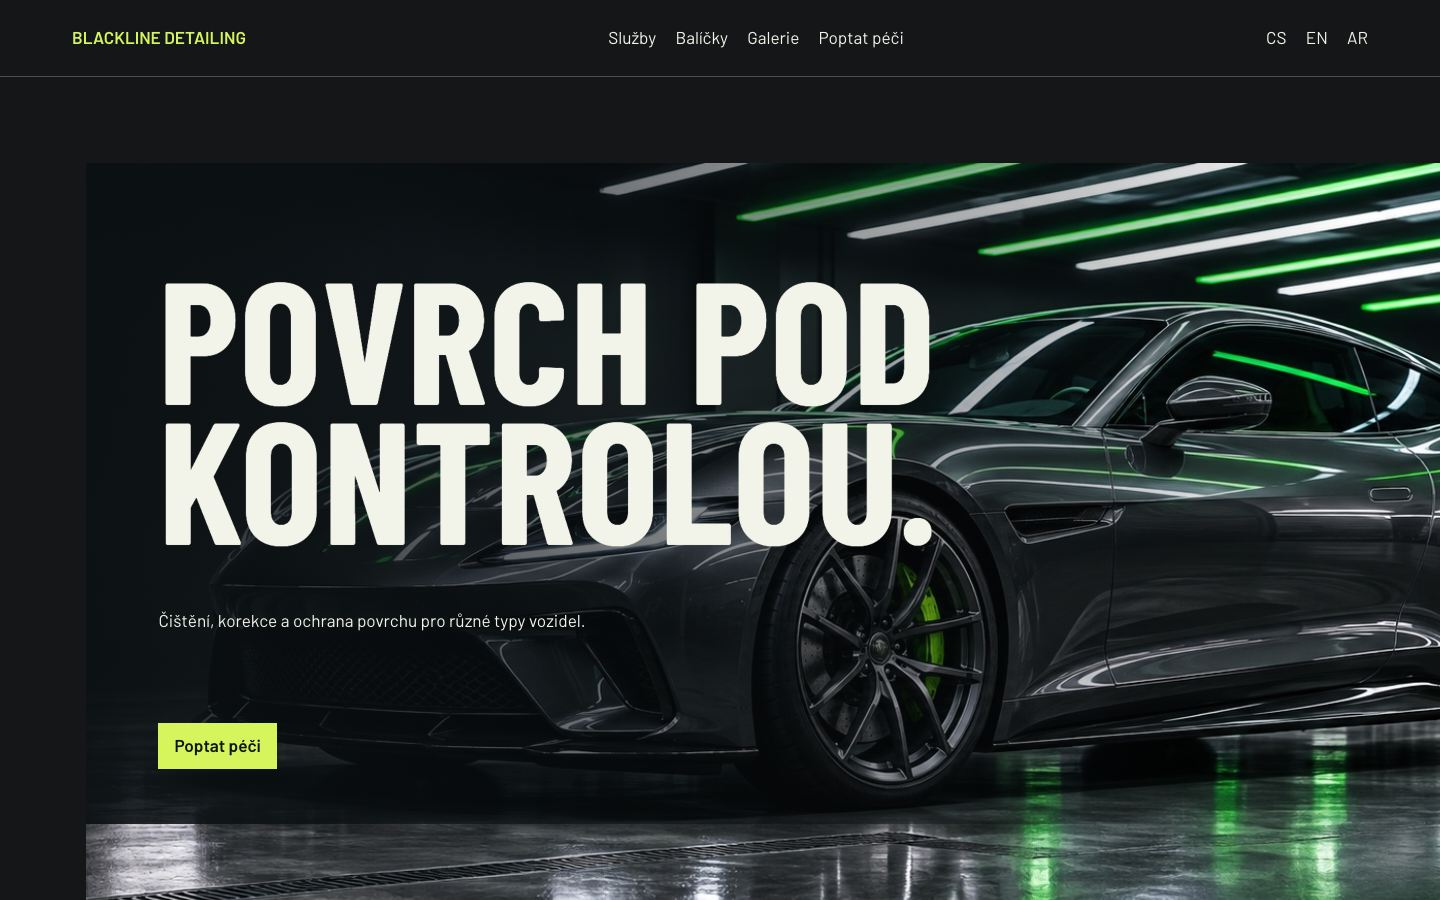 BLACKLINE DETAILING
Služby Balíčky Galerie Poptat péči
CS EN AR
POVRCH POD
KONTROLOU.
Čištění, korekce a ochrana povrchu pro různé typy vozidel.
Poptat péči